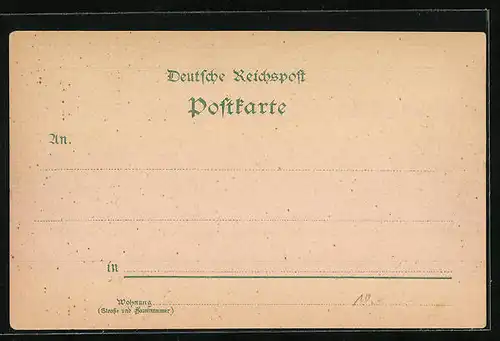 Deutsche Reichspost
Postkarte
An.
in
Wohnung
(Straße und Hausnummer)